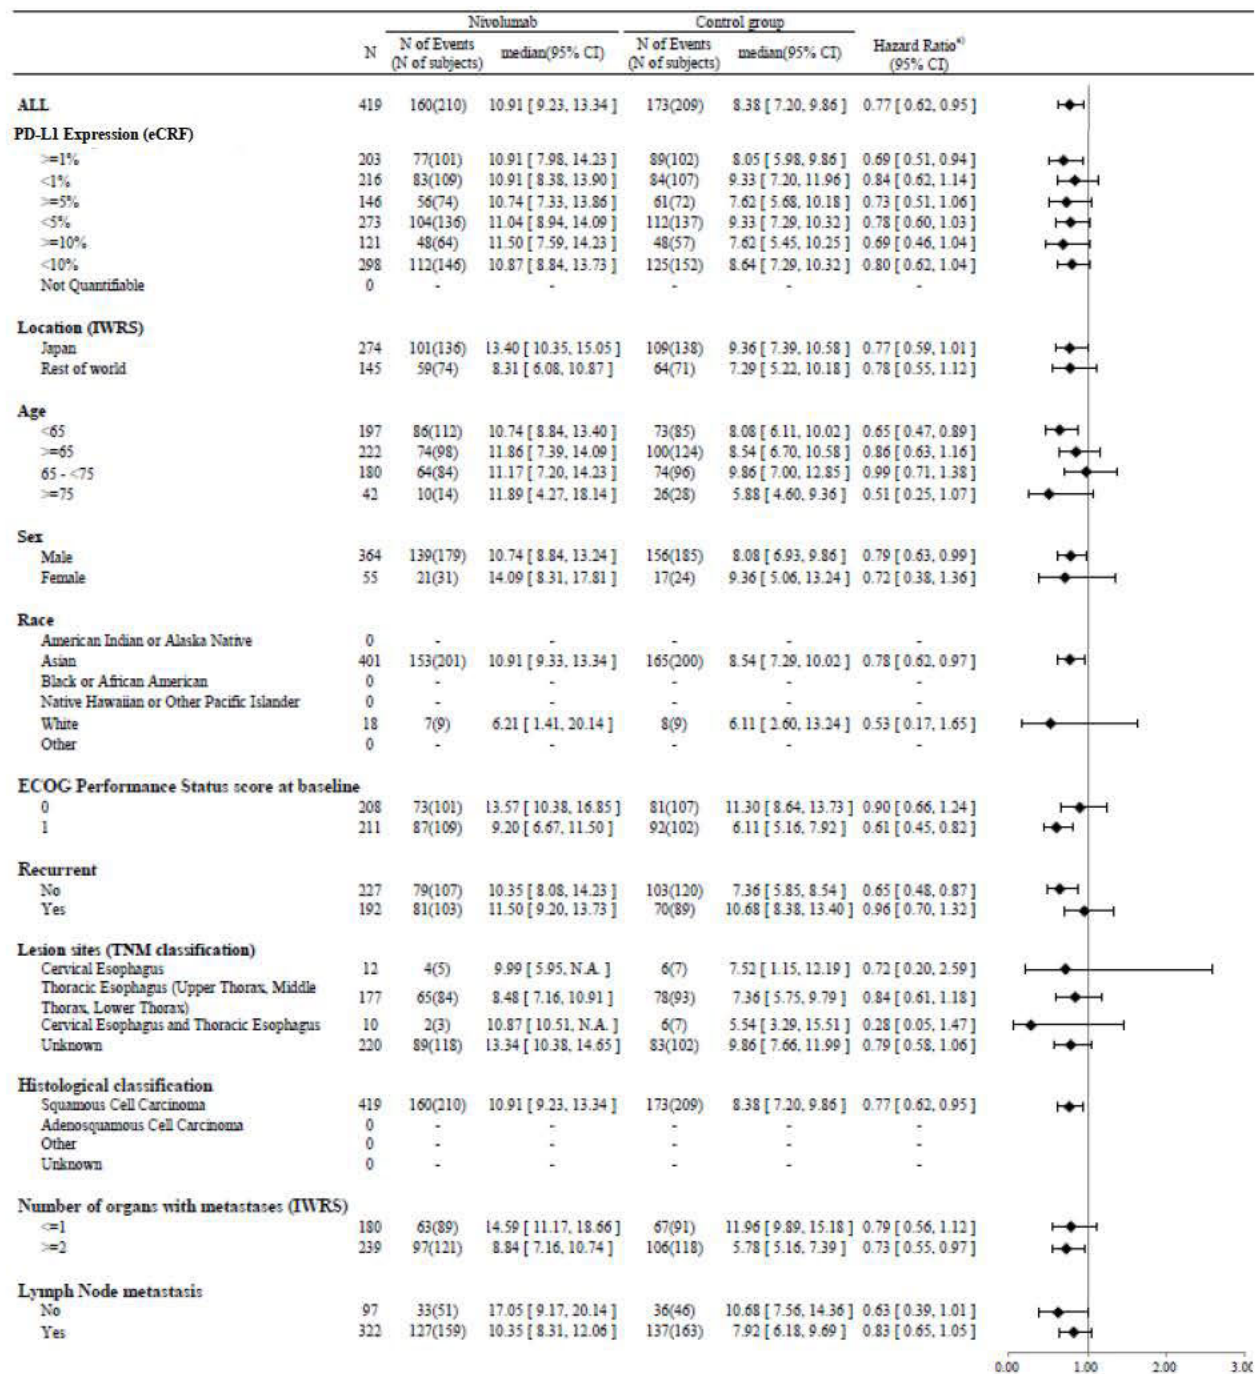 Nivolumab Control group
N N of Events (N of subjects) median(95% CI) N of Events (N of subjects) median(95% CI) Hazard Ratio a) (95% CI)
ALL 419 160(210) 10.91 [ 9.23, 13.34 ] 173(209) 8.38 [ 7.20, 9.86 ] 0.77 [ 0.62, 0.95 ]
PD-L1 Expression (eCRF)
>=1% 203 77(101) 10.91 [ 7.98, 14.23 ] 89(102) 8.05 [ 5.98, 9.86 ] 0.69 [ 0.51, 0.94 ]
<1% 216 83(109) 10.91 [ 8.38, 13.90 ] 84(107) 9.33 [ 7.20, 11.96 ] 0.84 [ 0.62, 1.14 ]
>=5% 146 56(74) 10.74 [ 7.33, 13.86 ] 61(72) 7.62 [ 5.68, 10.18 ] 0.73 [ 0.51, 1.06 ]
<5% 273 104(136) 11.04 [ 8.94, 14.09 ] 112(137) 9.33 [ 7.29, 10.32 ] 0.78 [ 0.60, 1.03 ]
>=10% 121 48(64) 11.50 [ 7.59, 14.23 ] 48(57) 7.62 [ 5.45, 10.25 ] 0.69 [ 0.46, 1.04 ]
<10% 298 112(146) 10.87 [ 8.84, 13.73 ] 125(152) 8.64 [ 7.29, 10.32 ] 0.80 [ 0.62, 1.04 ]
Not Quantifiable 0 - - - - -
Location (IWRS)
Japan 274 101(136) 13.40 [ 10.35, 15.05 ] 109(138) 9.36 [ 7.39, 10.58 ] 0.77 [ 0.59, 1.01 ]
Rest of world 145 59(74) 8.31 [ 6.08, 10.87 ] 64(71) 7.29 [ 5.22, 10.18 ] 0.78 [ 0.55, 1.12 ]
Age
<65 197 86(112) 10.74 [ 8.84, 13.40 ] 73(85) 8.08 [ 6.11, 10.02 ] 0.65 [ 0.47, 0.89 ]
>=65 222 74(98) 11.86 [ 7.39, 14.09 ] 100(124) 8.54 [ 6.70, 10.58 ] 0.86 [ 0.63, 1.16 ]
65 - <75 180 64(84) 11.17 [ 7.20, 14.23 ] 74(96) 9.86 [ 7.00, 12.85 ] 0.99 [ 0.71, 1.38 ]
>=75 42 10(14) 11.89 [ 4.27, 18.14 ] 26(28) 5.88 [ 4.60, 9.36 ] 0.51 [ 0.25, 1.07 ]
Sex
Male 364 139(179) 10.74 [ 8.84, 13.24 ] 156(185) 8.08 [ 6.93, 9.86 ] 0.79 [ 0.63, 0.99 ]
Female 55 21(31) 14.09 [ 8.31, 17.81 ] 17(24) 9.36 [ 5.06, 13.24 ] 0.72 [ 0.38, 1.36 ]
Race
American Indian or Alaska Native 0 - - - - -
Asian 401 153(201) 10.91 [ 9.33, 13.34 ] 165(200) 8.54 [ 7.29, 10.02 ] 0.78 [ 0.62, 0.97 ]
Black or African American 0 - - - - -
Native Hawaiian or Other Pacific Islander 0 - - - - -
White 18 7(9) 6.21 [ 1.41, 20.14 ] 8(9) 6.11 [ 2.60, 13.24 ] 0.53 [ 0.17, 1.65 ]
Other 0 - - - - -
ECOG Performance Status score at baseline
0 208 73(101) 13.57 [ 10.38, 16.85 ] 81(107) 11.30 [ 8.64, 13.73 ] 0.90 [ 0.66, 1.24 ]
1 211 87(109) 9.20 [ 6.67, 11.50 ] 92(102) 6.11 [ 5.16, 7.92 ] 0.61 [ 0.45, 0.82 ]
Recurrent
No 227 79(107) 10.35 [ 8.08, 14.23 ] 103(120) 7.36 [ 5.85, 8.54 ] 0.65 [ 0.48, 0.87 ]
Yes 192 81(103) 11.50 [ 9.20, 13.73 ] 70(89) 10.68 [ 8.38, 13.40 ] 0.96 [ 0.70, 1.32 ]
Lesion sites (TNM classification)
Cervical Esophagus 12 4(5) 9.99 [ 5.95, N.A. ] 6(7) 7.52 [ 1.15, 12.19 ] 0.72 [ 0.20, 2.59 ]
Thoracic Esophagus (Upper Thorax, Middle
Thorax, Lower Thorax) 177 65(84) 8.48 [ 7.16, 10.91 ] 78(93) 7.36 [ 5.75, 9.79 ] 0.84 [ 0.61, 1.18 ]
Cervical Esophagus and Thoracic Esophagus 10 2(3) 10.87 [ 10.51, N.A. ] 6(7) 5.54 [ 3.29, 15.51 ] 0.28 [ 0.05, 1.47 ]
Unknown 220 89(118) 13.34 [ 10.38, 14.65 ] 83(102) 9.86 [ 7.66, 11.99 ] 0.79 [ 0.58, 1.06 ]
Histological classification
Squamous Cell Carcinoma 419 160(210) 10.91 [ 9.23, 13.34 ] 173(209) 8.38 [ 7.20, 9.86 ] 0.77 [ 0.62, 0.95 ]
Adenosquamous Cell Carcinoma 0 - - - - -
Other 0 - - - - -
Unknown 0 - - - - -
Number of organs with metastases (IWRS)
<=1 180 63(89) 14.59 [ 11.17, 18.66 ] 67(91) 11.96 [ 9.89, 15.18 ] 0.79 [ 0.56, 1.12 ]
>=2 239 97(121) 8.84 [ 7.16, 10.74 ] 106(118) 5.78 [ 5.16, 7.39 ] 0.73 [ 0.55, 0.97 ]
Lymph Node metastasis
No 97 33(51) 17.05 [ 9.17, 20.14 ] 36(46) 10.68 [ 7.56, 14.36 ] 0.63 [ 0.39, 1.01 ]
Yes 322 127(159) 10.35 [ 8.31, 12.06 ] 137(163) 7.92 [ 6.18, 9.69 ] 0.83 [ 0.65, 1.05 ]
0.00 1.00 2.00 3.00